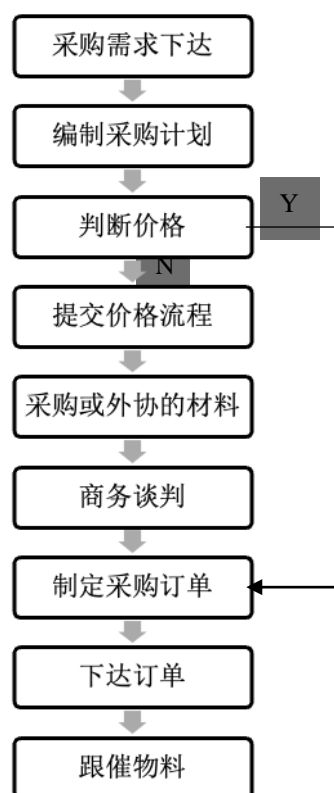 采购需求下达
编制采购计划
判断价格
Y
N
提交价格流程
采购或外协的材料
商务谈判
制定采购订单
下达订单
跟催物料